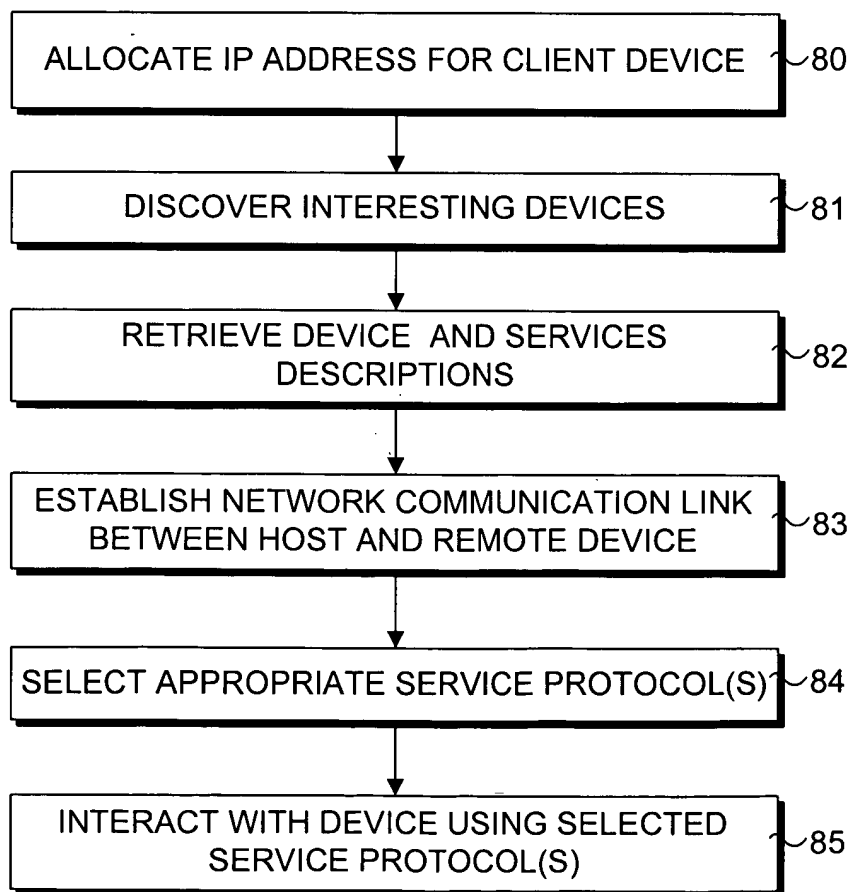 ALLOCATE IP ADDRESS FOR CLIENT DEVICE 80
DISCOVER INTERESTING DEVICES 81
RETRIEVE DEVICE AND SERVICES
DESCRIPTIONS 82
ESTABLISH NETWORK COMMUNICATION LINK
BETWEEN HOST AND REMOTE DEVICE 83
SELECT APPROPRIATE SERVICE PROTOCOL(S) 84
INTERACT WITH DEVICE USING SELECTED
SERVICE PROTOCOL(S) 85